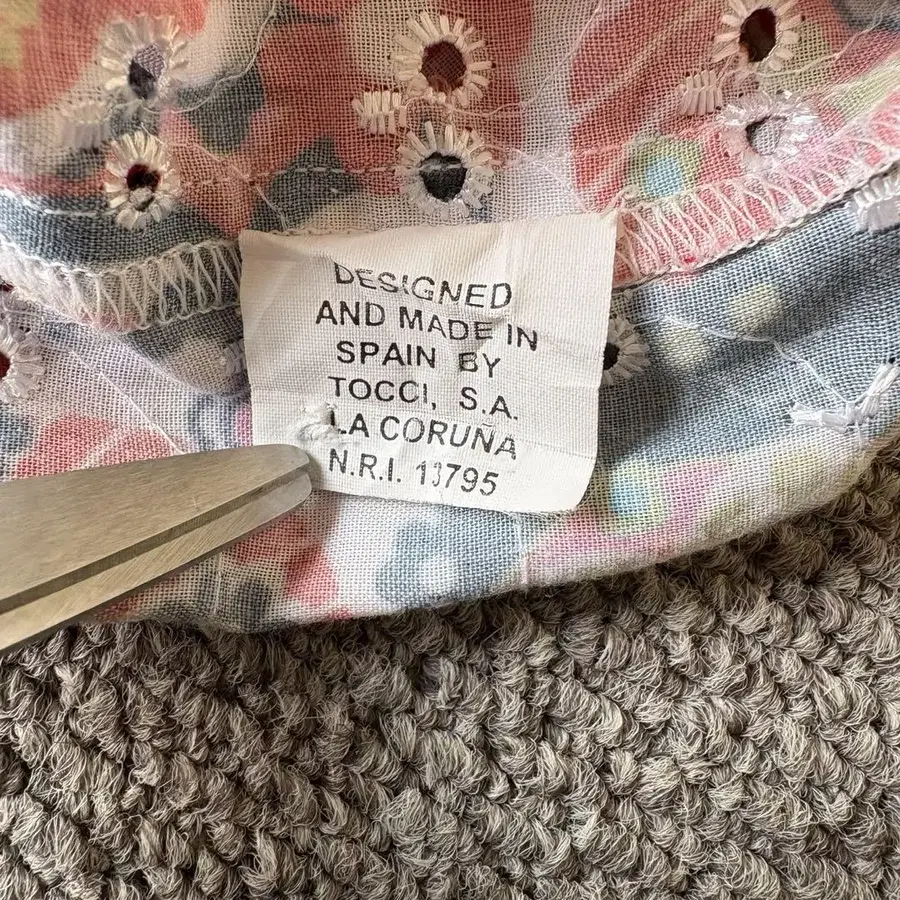 DESIGNED
AND MADE IN
SPAIN BY
TOCCI, S.A.
LA CORUÑA
N.R.I. 13795